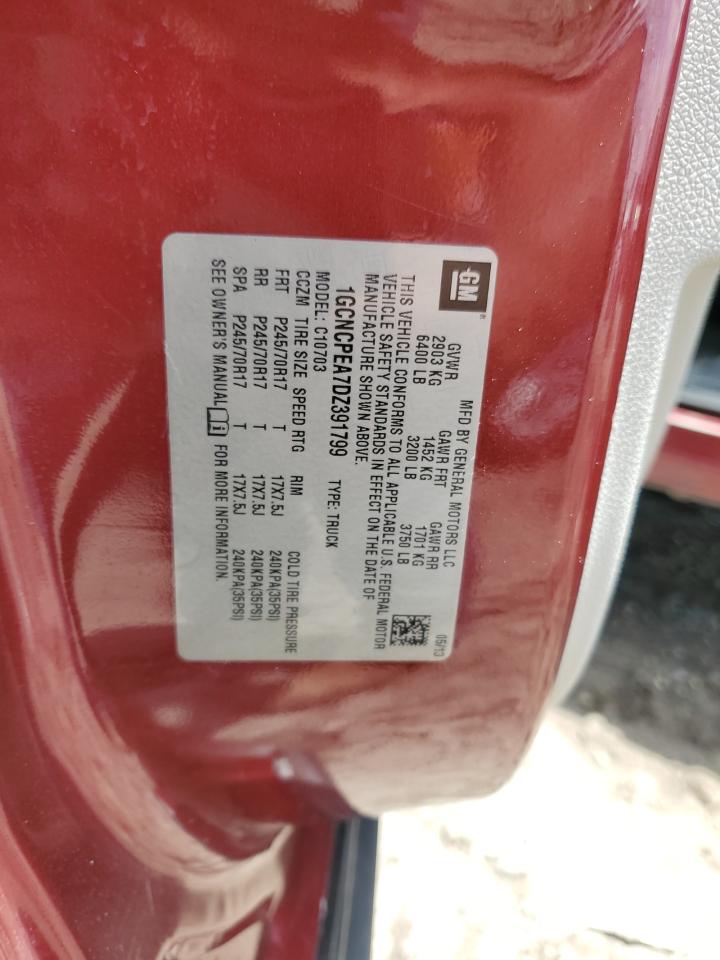 GM
MFD BY GENERAL MOTORS LLC 05/13
GVWR GAWR FRT GAWR RR
2903 KG 1452 KG 1701 KG
6400 LB 3200 LB 3750 LB
THIS VEHICLE CONFORMS TO ALL APPLICABLE U.S. FEDERAL MOTOR
VEHICLE SAFETY STANDARDS IN EFFECT ON THE DATE OF
MANUFACTURE SHOWN ABOVE.
1GCNCPEA7DZ391799 TYPE: TRUCK
MODEL: C10703
CCZM TIRE SIZE SPEED RTG RIM COLD TIRE PRESSURE
FRT P245/70R17 T 17X7.5J 240KPA(35PSI)
RR P245/70R17 T 17X7.5J 240KPA(35PSI)
SPA P245/70R17 T 17X7.5J 240KPA(35PSI)
SEE OWNER'S MANUAL i FOR MORE INFORMATION.